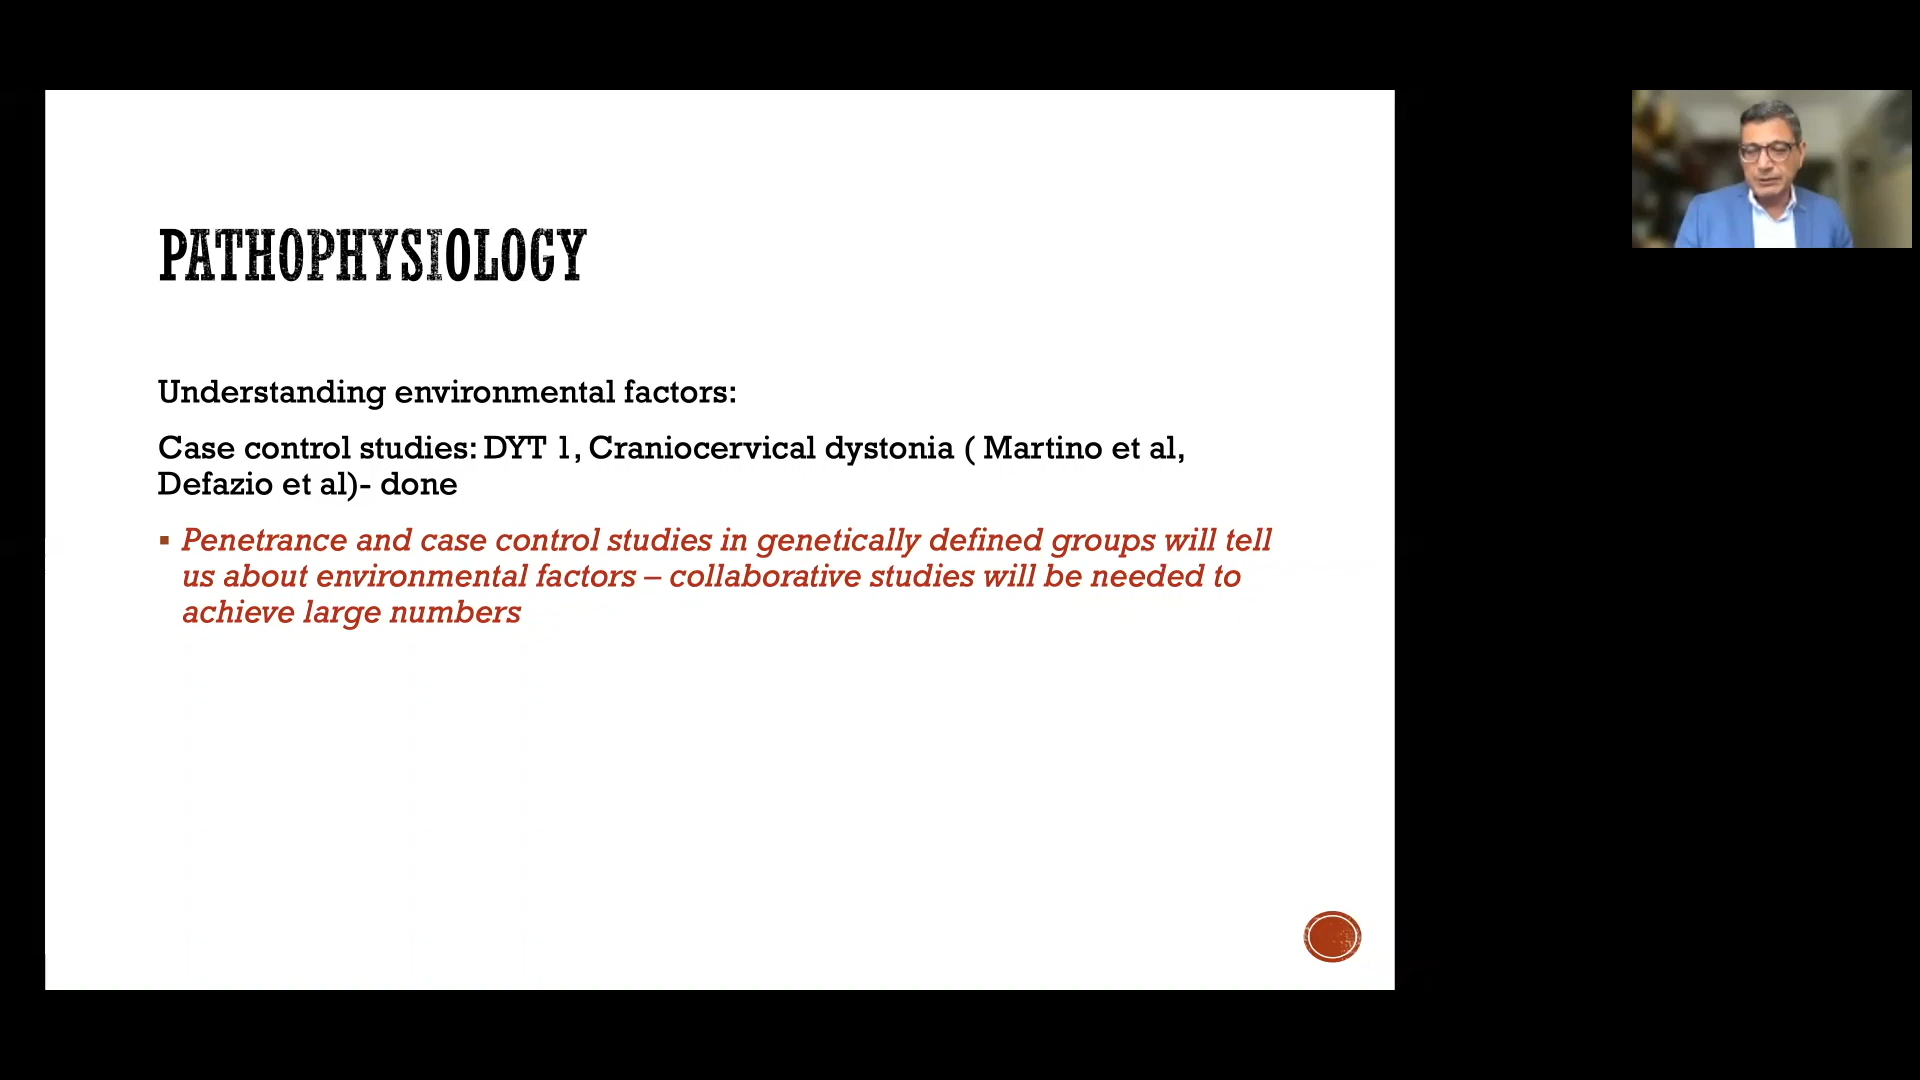 PATHOPHYSIOLOGY
Understanding environmental factors:
Case control studies: DYT 1, Craniocervical dystonia ( Martino et al,
Defazio et al)- done
▪ Penetrance and case control studies in genetically defined groups will tell
us about environmental factors – collaborative studies will be needed to
achieve large numbers